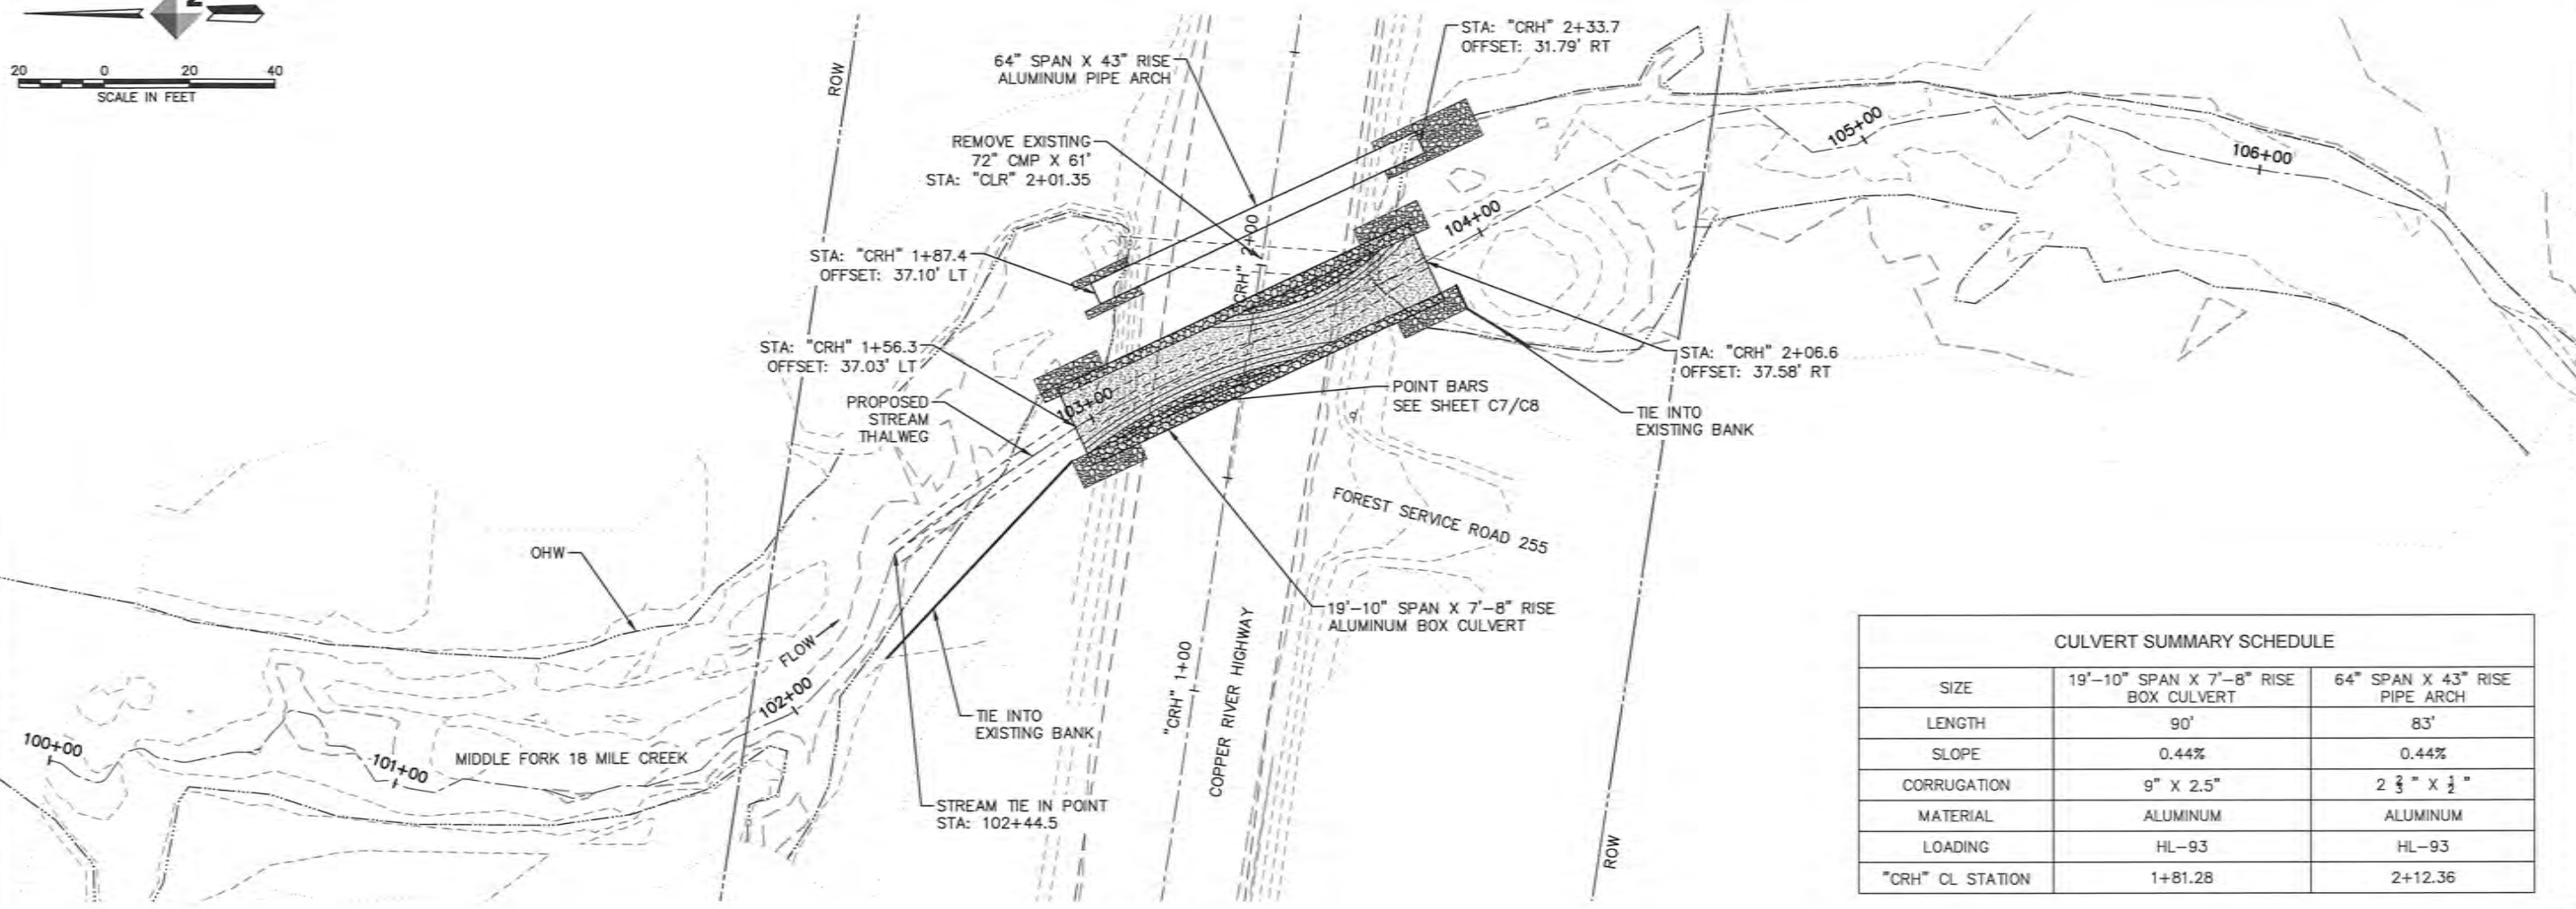 20 0 20 40
SCALE IN FEET
ROW
64" SPAN X 43" RISE
ALUMINUM PIPE ARCH
STA: "CRH" 2+33.7
OFFSET: 31.79' RT
REMOVE EXISTING
72" CMP X 61'
STA: "CLR" 2+01.35
STA: "CRH" 1+87.4
OFFSET: 37.10' LT
STA: "CRH" 1+56.3
OFFSET: 37.03' LT
PROPOSED
STREAM
THALWEG
103+00
"CRH" 2+00
104+00
105+00
106+00
STA: "CRH" 2+06.6
OFFSET: 37.58' RT
POINT BARS
SEE SHEET C7/C8
TIE INTO
EXISTING BANK
FOREST SERVICE ROAD 255
OHW
19'-10" SPAN X 7'-8" RISE
ALUMINUM BOX CULVERT
FLOW
102+00
"CRH" 1+00
COPPER RIVER HIGHWAY
TIE INTO
EXISTING BANK
100+00
101+00
MIDDLE FORK 18 MILE CREEK
STREAM TIE IN POINT
STA: 102+44.5
ROW
CULVERT SUMMARY SCHEDULE
SIZE 19'-10" SPAN X 7'-8" RISE BOX CULVERT 64" SPAN X 43" RISE PIPE ARCH
LENGTH 90' 83'
SLOPE 0.44% 0.44%
CORRUGATION 9" X 2.5" 2 2/3 " X 1/2 "
MATERIAL ALUMINUM ALUMINUM
LOADING HL-93 HL-93
"CRH" CL STATION 1+81.28 2+12.36